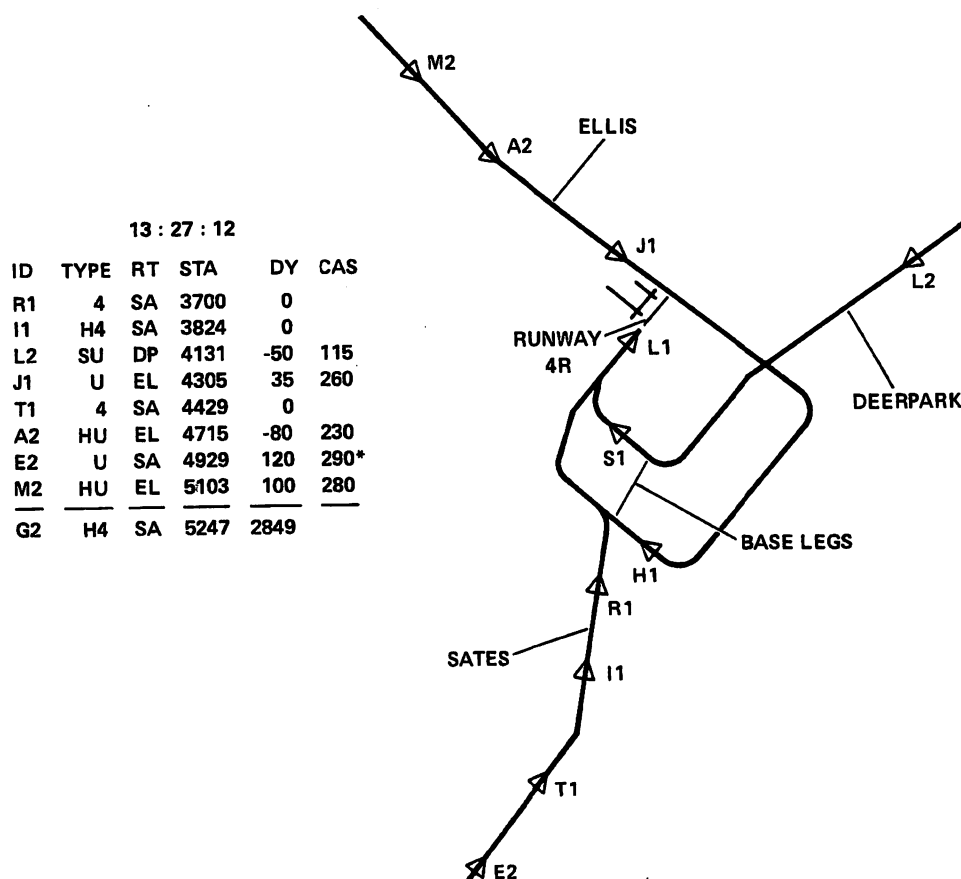 13 : 27 : 12
ID TYPE RT STA DY CAS
R1 4 SA 3700 0
I1 H4 SA 3824 0
L2 SU DP 4131 -50 115
J1 U EL 4305 35 260
T1 4 SA 4429 0
A2 HU EL 4715 -80 230
E2 U SA 4929 120 290*
M2 HU EL 5103 100 280
G2 H4 SA 5247 2849
M2
ELLIS
A2
J1
L2
RUNWAY
4R
L1
DEERPARK
S1
BASE LEGS
H1
R1
SATES
I1
T1
E2